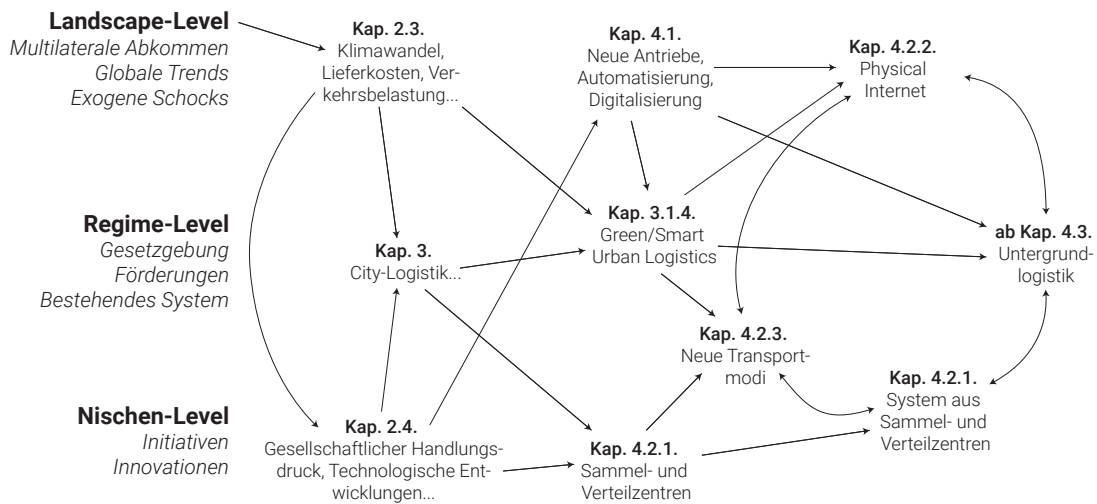 Landscape-Level
Multilaterale Abkommen
Globale Trends
Exogene Schocks
Kap. 2.3.
Klimawandel,
Lieferkosten, Ver-
kehrsbelastung...
Kap. 4.1.
Neue Antriebe,
Automatisierung,
Digitalisierung
Kap. 4.2.2.
Physical
Internet
Regime-Level
Gesetzgebung
Förderungen
Bestehendes System
Kap. 3.
City-Logistik...
Kap. 3.1.4.
Green/Smart
Urban Logistics
ab Kap. 4.3.
Untergrund-
logistik
Kap. 4.2.3.
Neue Transport-
modi
Nischen-Level
Initiativen
Innovationen
Kap. 2.4.
Gesellschaftlicher Handlungs-
druck, Technologische Ent-
wicklungen...
Kap. 4.2.1.
Sammel- und
Verteilzentren
Kap. 4.2.1.
System aus
Sammel- und
Verteilzentren